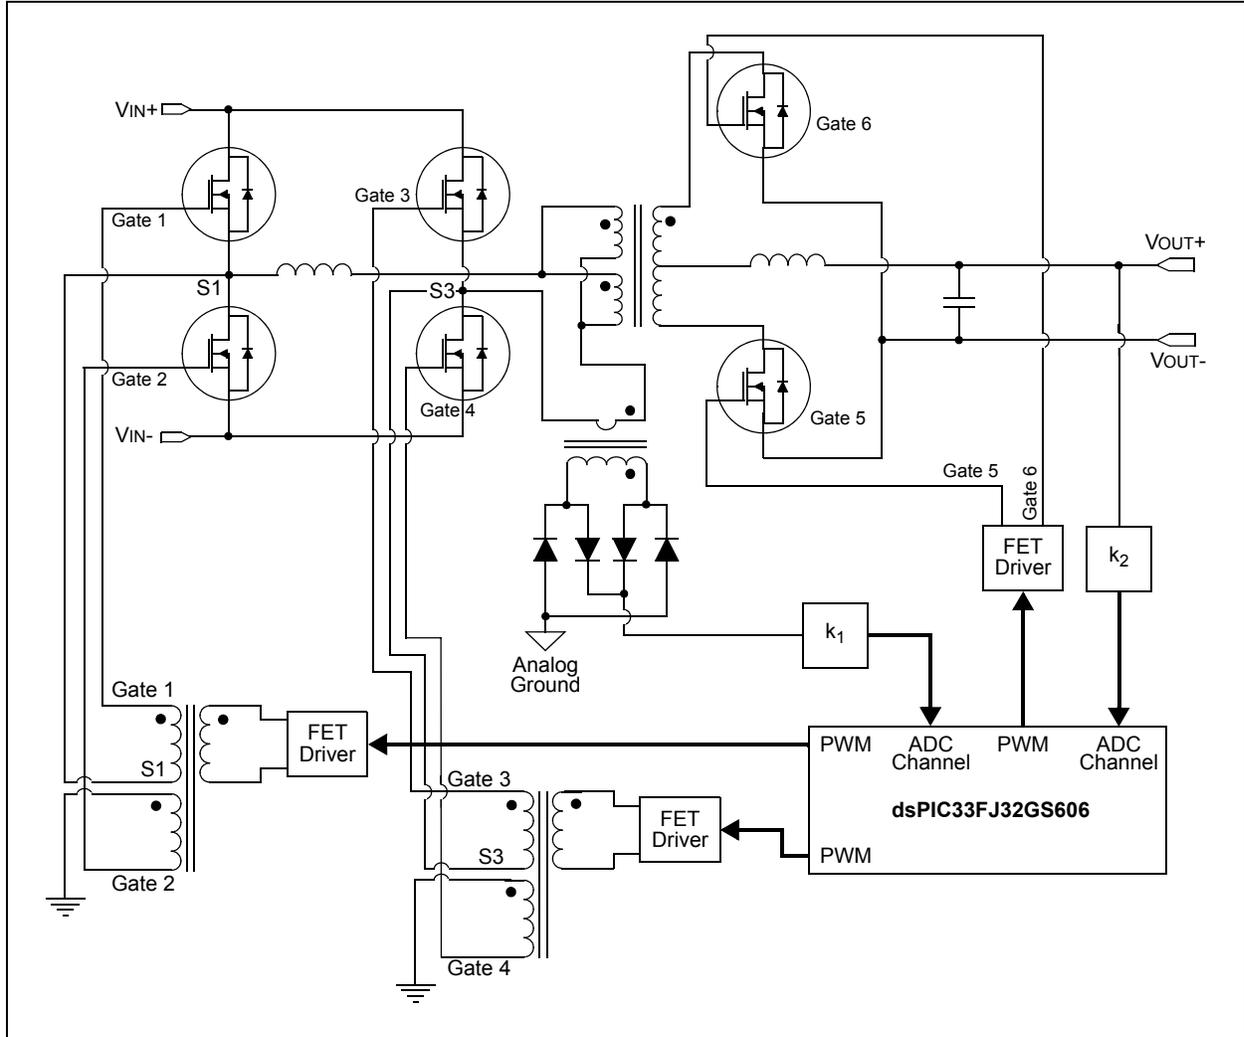 VIN+
Gate 1
S1
Gate 2
VIN-
Gate 3
S3
Gate 4
Gate 6
VOUT+
VOUT-
Gate 5
Gate 5
Gate 6
FET
Driver
k2
k1
Analog
Ground
Gate 1
S1
Gate 2
FET
Driver
Gate 3
S3
Gate 4
FET
Driver
PWM
ADC
Channel
PWM
ADC
Channel
dsPIC33FJ32GS606
PWM